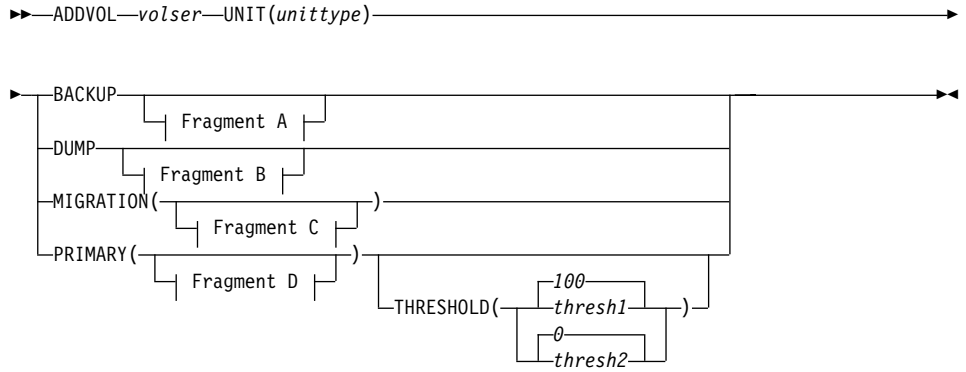 ADDVOL volser UNIT(unittype)
BACKUP
Fragment A
DUMP
Fragment B
MIGRATION( )
Fragment C
PRIMARY( )
Fragment D
100
THRESHOLD( thresh1 )
0
thresh2